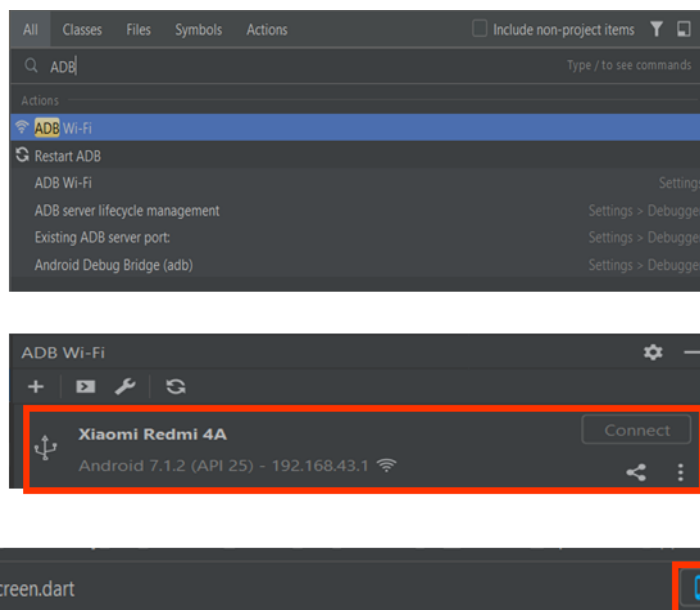 All Classes Files Symbols Actions Include non-project items
ADB Type / to see commands
Actions
ADB Wi-Fi
Restart ADB
ADB Wi-Fi Settings
ADB server lifecycle management Settings > Debugger
Existing ADB server port: Settings > Debugger
Android Debug Bridge (adb) Settings > Debugger
ADB Wi-Fi
Xiaomi Redmi 4A Connect
Android 7.1.2 (API 25) - 192.168.43.1
creen.dart